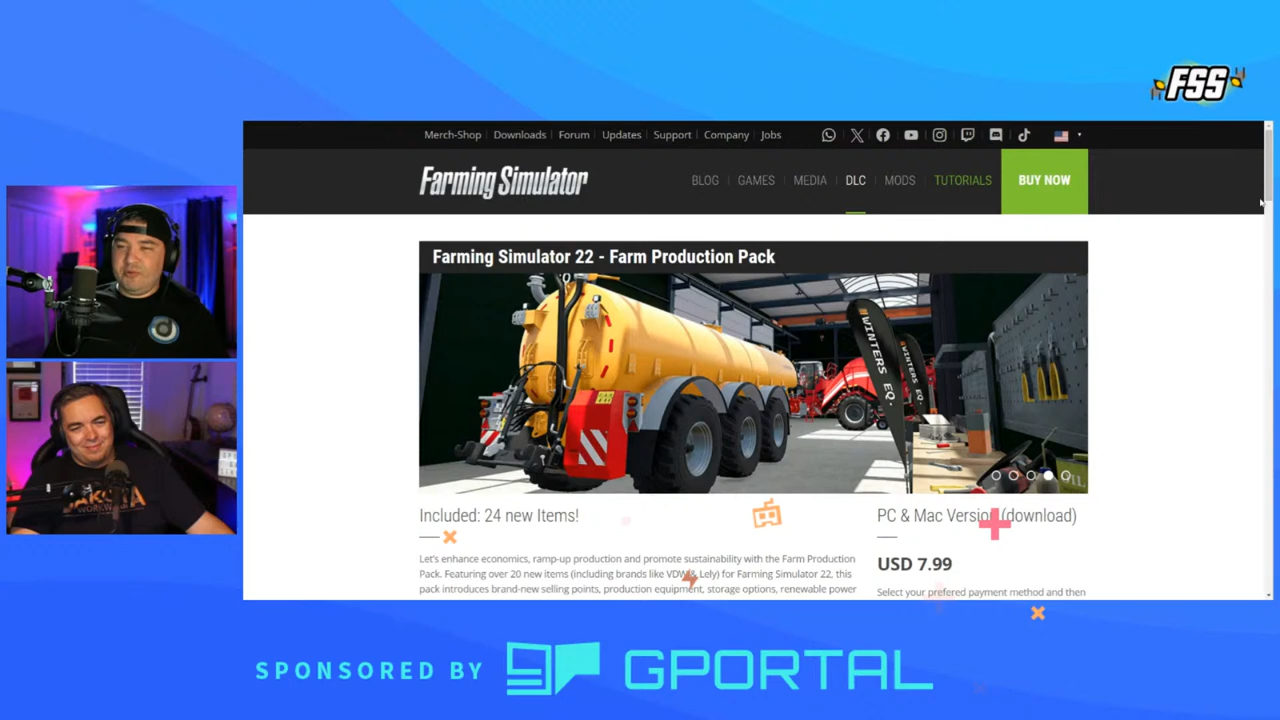 FSS
Merch-Shop Downloads Forum Updates Support Company Jobs
Farming Simulator
BLOG GAMES MEDIA DLC MODS TUTORIALS BUY NOW
Farming Simulator 22 - Farm Production Pack
WINTERS EQ.
WINTERS EQ.
Included: 24 new Items!
PC & Mac Version (download)
Let's enhance economics, ramp-up production and promote sustainability with the Farm Production
Pack. Featuring over 20 new items (including brands like VDW & Lely) for Farming Simulator 22, this
pack introduces brand-new selling points, production equipment, storage options, renewable power
USD 7.99
Select your prefered payment method and then
SPONSORED BY GPORTAL